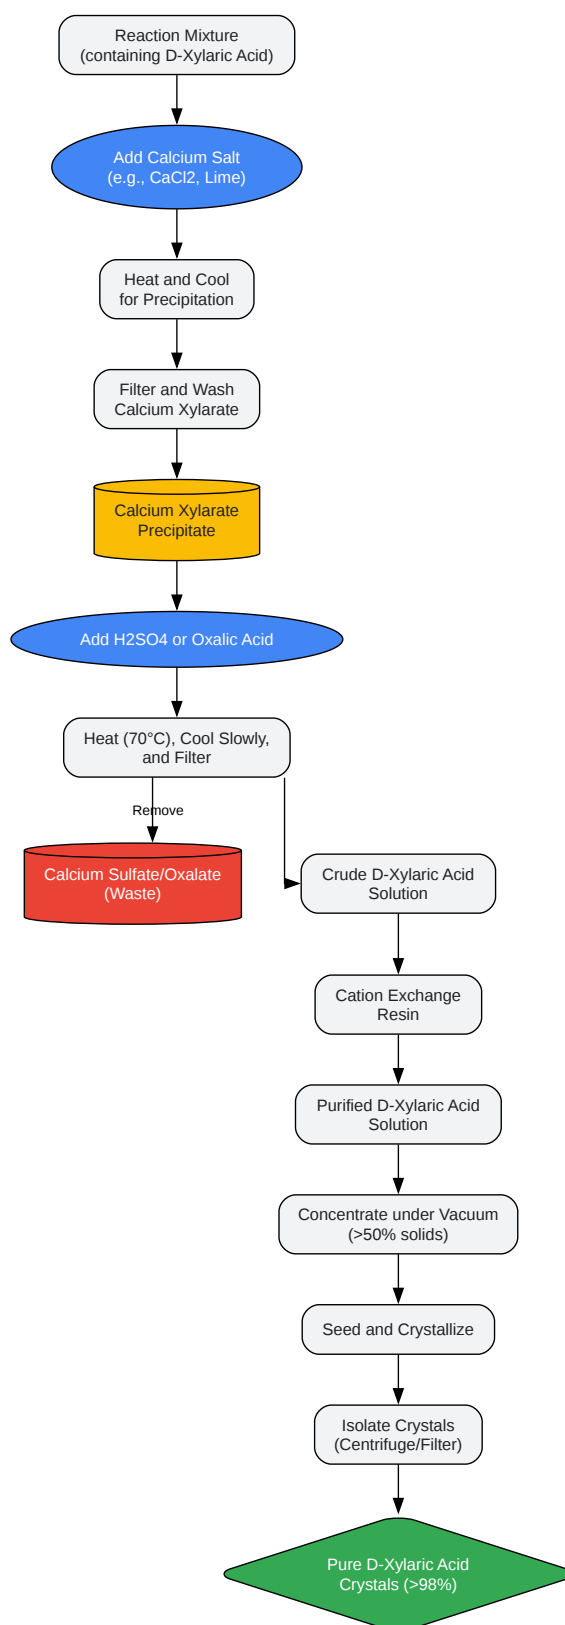 Reaction Mixture
(containing D-Xylaric Acid)
Add Calcium Salt
(e.g., CaCl2, Lime)
Heat and Cool
for Precipitation
Filter and Wash
Calcium Xylarate
Calcium Xylarate
Precipitate
Add H2SO4 or Oxalic Acid
Heat (70°C), Cool Slowly,
and Filter
Remove
Calcium Sulfate/Oxalate
(Waste)
Crude D-Xylaric Acid
Solution
Cation Exchange
Resin
Purified D-Xylaric Acid
Solution
Concentrate under Vacuum
(>50% solids)
Seed and Crystallize
Isolate Crystals
(Centrifuge/Filter)
Pure D-Xylaric Acid
Crystals (>98%)